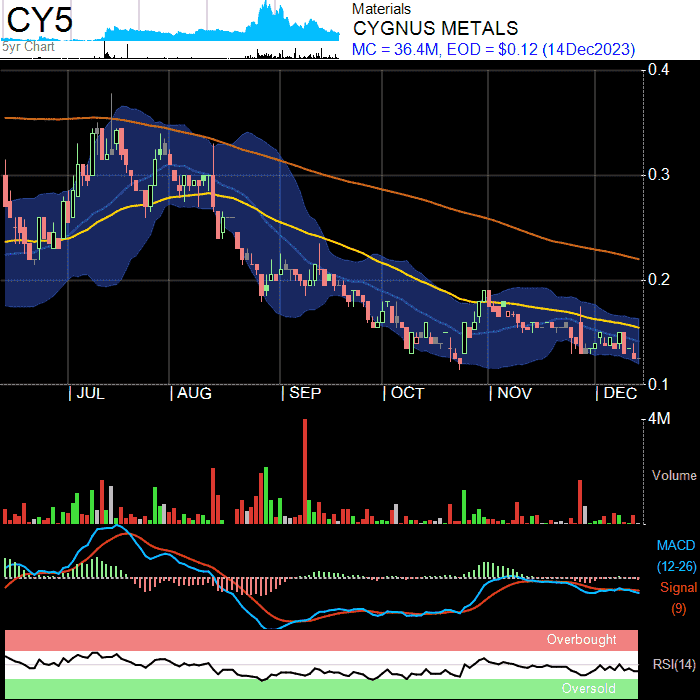 CY5
5yr Chart
Materials
CYGNUS METALS
MC = 36.4M, EOD = $0.12 (14Dec2023)
0.4
0.3
0.2
0.1
JUL AUG SEP OCT NOV DEC
4M
Volume
MACD
(12-26)
Signal
(9)
Overbought
RSI(14)
Oversold